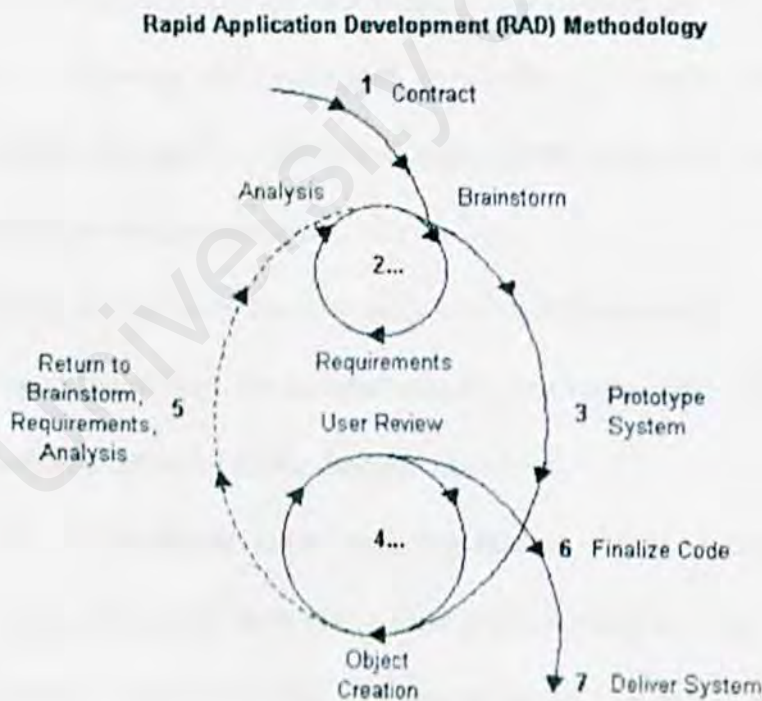 Rapid Application Development (RAD) Methodology
1 Contract
Analysis
Brainstorm
2...
Requirements
Return to
Brainstorm,
Requirements,
Analysis
5
User Review
3 Prototype
System
4...
6 Finalize Code
Object
Creation
7 Deliver System
University